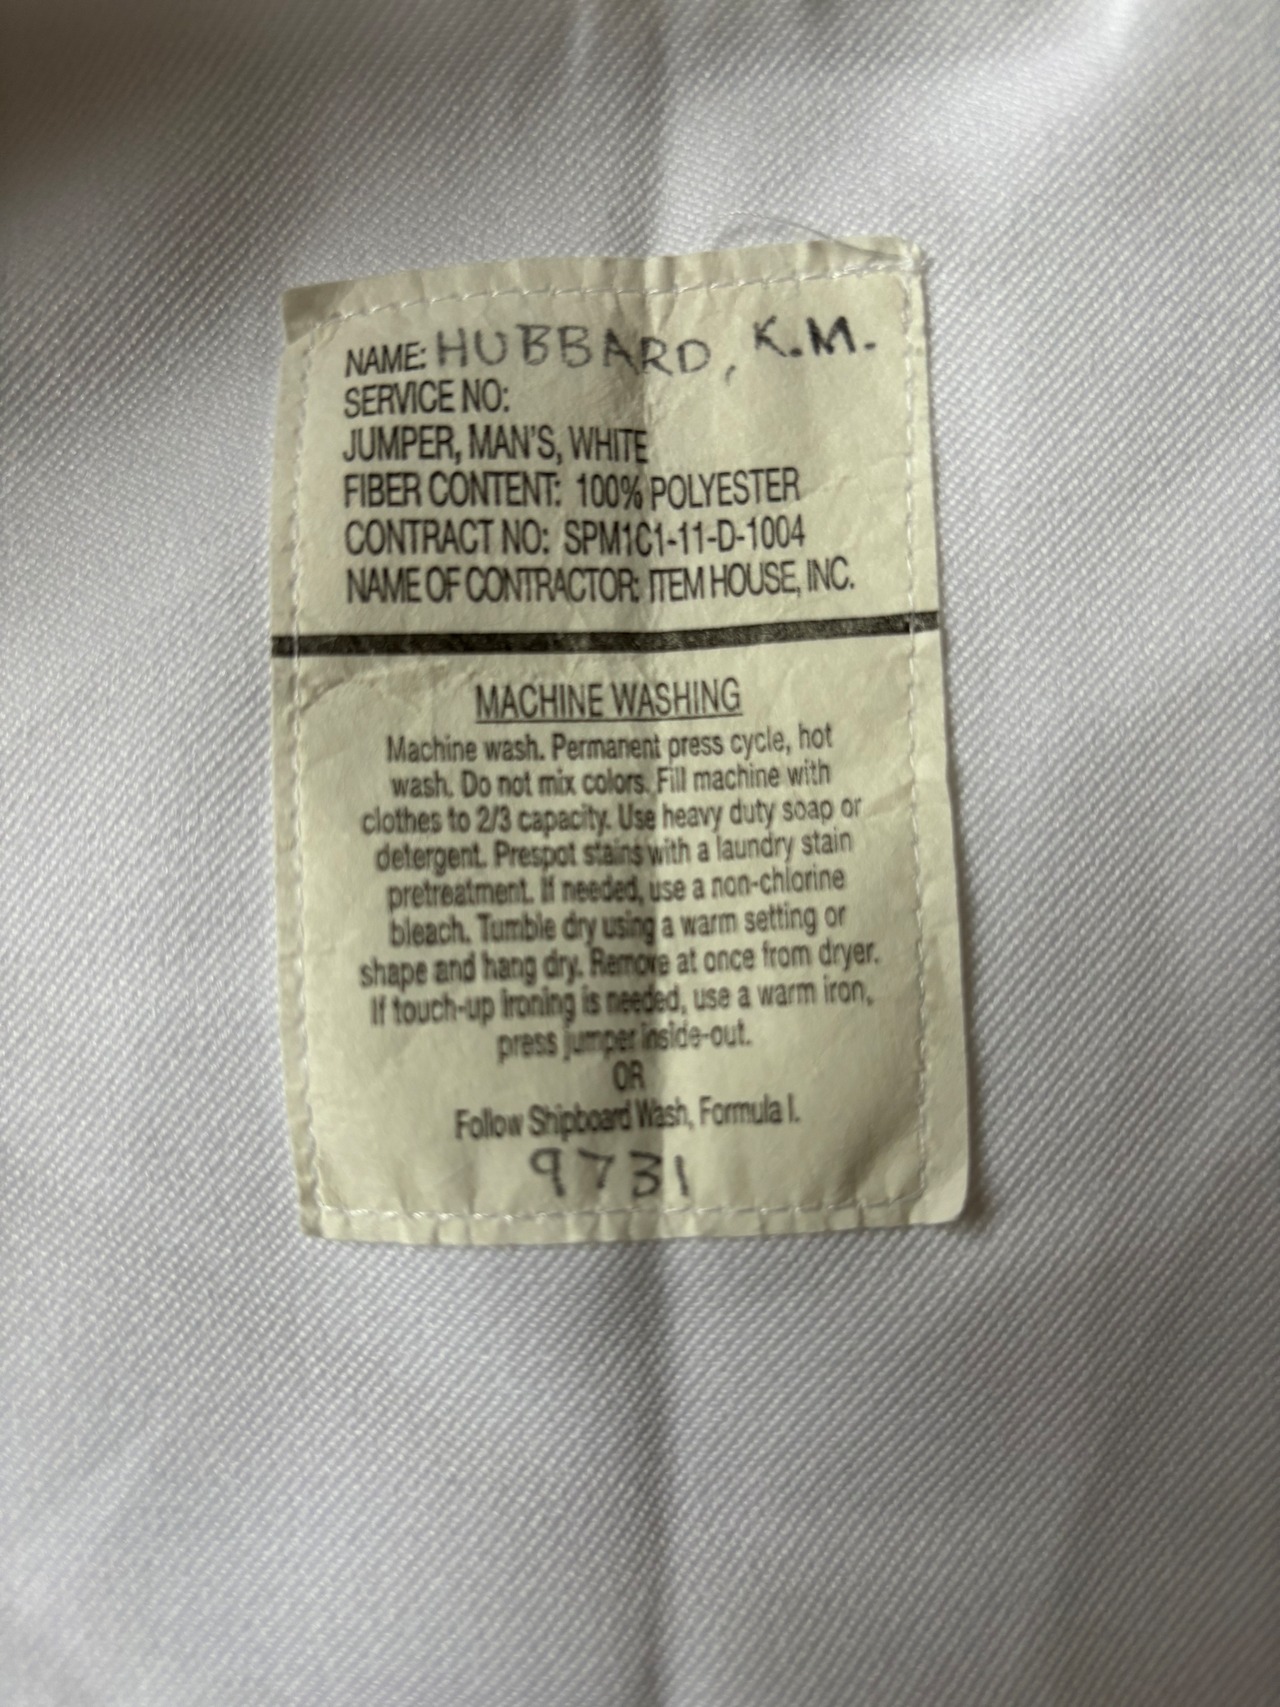 NAME: HUBBARD, K.M.
SERVICE NO:
JUMPER, MAN'S, WHITE
FIBER CONTENT: 100% POLYESTER
CONTRACT NO: SPM1C1-11-D-1004
NAME OF CONTRACTOR: ITEM HOUSE, INC.
MACHINE WASHING
Machine wash. Permanent press cycle, hot
wash. Do not mix colors. Fill machine with
clothes to 2/3 capacity. Use heavy duty soap or
detergent. Prespot stains with a laundry stain
pretreatment. If needed, use a non-chlorine
bleach. Tumble dry using a warm setting or
shape and hang dry. Remove at once from dryer.
If touch-up ironing is needed, use a warm iron,
press jumper inside-out.
OR
Follow Shipboard Wash, Formula I.
9731